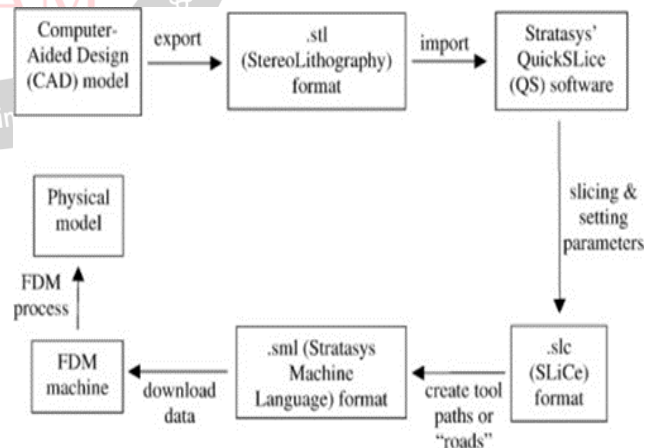 Computer-
Aided Design
(CAD) model
export
.stl
(StereoLithography)
format
import
Stratasys'
QuickSLice
(QS) software
slicing &
setting
parameters
.slc
(SLiCe)
format
create tool
paths or
"roads"
.sml (Stratasys
Machine
Language) format
download
data
FDM
machine
FDM
process
Physical
model